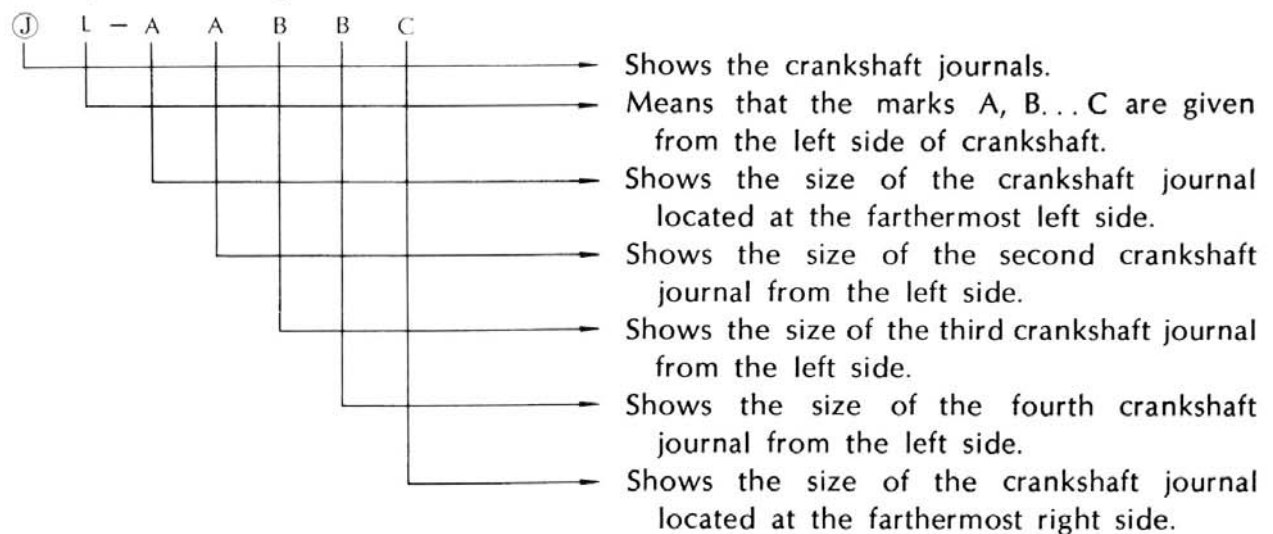 Ⓙ L – A A B B C
Shows the crankshaft journals.
Means that the marks A, B...C are given
from the left side of crankshaft.
Shows the size of the crankshaft journal
located at the farthermost left side.
Shows the size of the second crankshaft
journal from the left side.
Shows the size of the third crankshaft journal
from the left side.
Shows the size of the fourth crankshaft
journal from the left side.
Shows the size of the crankshaft journal
located at the farthermost right side.